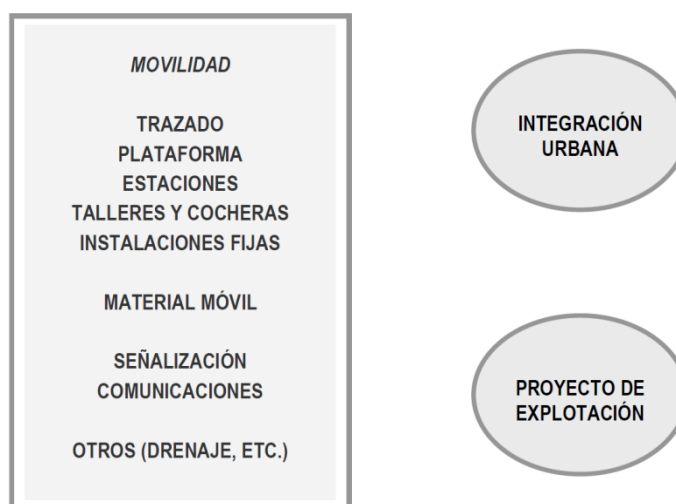 MOVILIDAD
TRAZADO
PLATAFORMA
ESTACIONES
TALLERES Y COCHERAS
INSTALACIONES FIJAS
MATERIAL MÓVIL
SEÑALIZACIÓN
COMUNICACIONES
OTROS (DRENAJE, ETC.)
INTEGRACIÓN
URBANA
PROYECTO DE
EXPLOTACIÓN